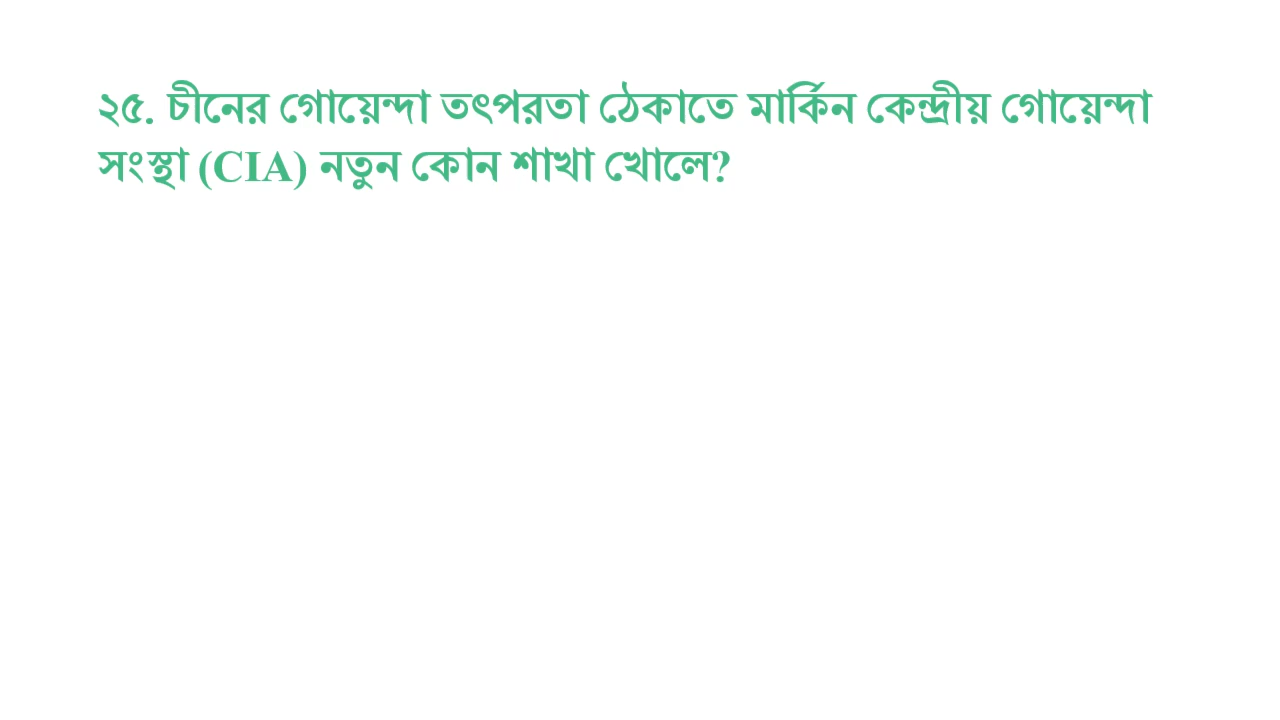 ২৫. চীনের গোয়েন্দা তৎপরতা ঠেকাতে মার্কিন কেন্দ্রীয় গোয়েন্দা
সংস্থা (CIA) নতুন কোন শাখা খোলে?